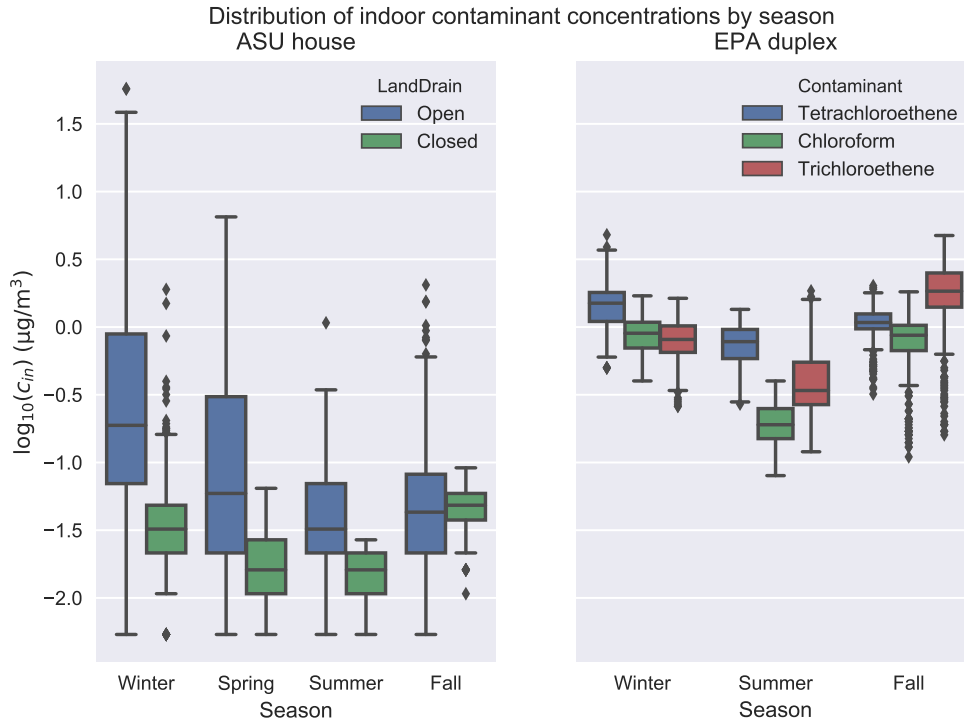 Distribution of indoor contaminant concentrations by season
ASU house
EPA duplex
log₁₀(c_in) (μg/m³)
1.5
1.0
0.5
0.0
−0.5
−1.0
−1.5
−2.0
LandDrain
Open
Closed
Contaminant
Tetrachloroethene
Chloroform
Trichloroethene
Winter
Spring
Summer
Fall
Season
Winter
Summer
Fall
Season